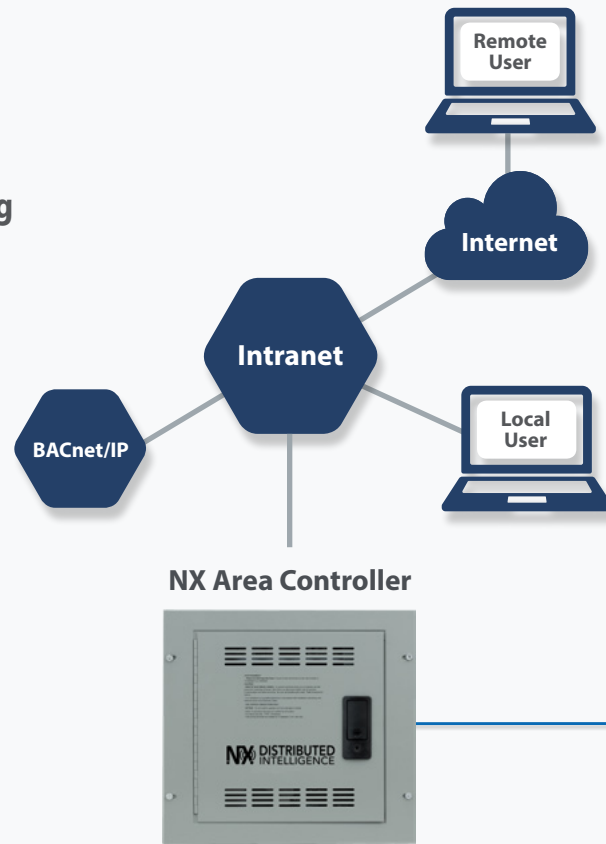 Remote
User
g
Internet
Intranet
BACnet/IP
Local
User
NX Area Controller
NX DISTRIBUTED
INTELLIGENCE